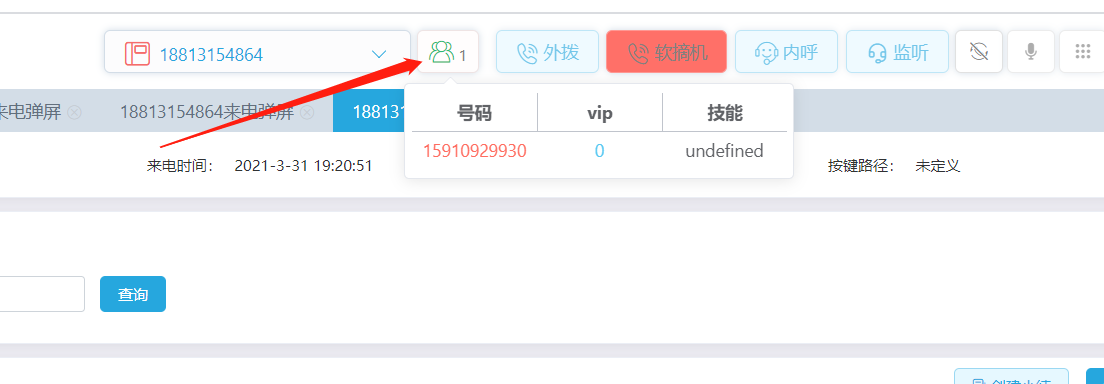 18813154864
1
外拨
软摘机
内呼
监听
来电弹屏
18813154864来电弹屏
号码 vip 技能
15910929930 0 undefined
来电时间： 2021-3-31 19:20:51
按键路径： 未定义
查询